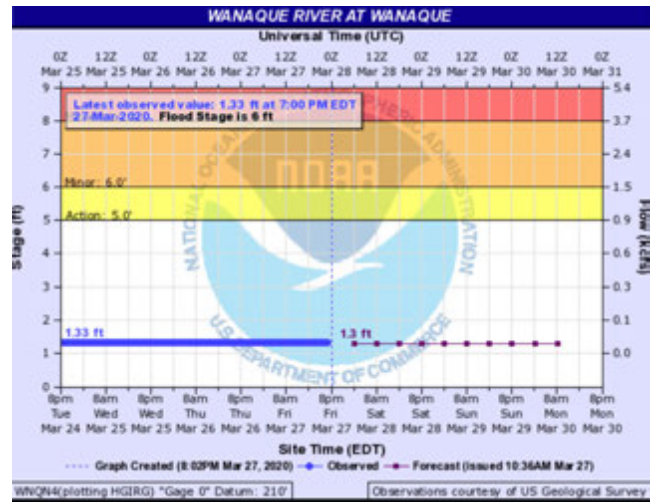 WANAQUE RIVER AT WANAQUE
Universal Time (UTC)
0Z 12Z 0Z 12Z 0Z 12Z 0Z 12Z 0Z 12Z 0Z 12Z 0Z
Mar 25 Mar 25 Mar 26 Mar 26 Mar 27 Mar 27 Mar 28 Mar 28 Mar 29 Mar 29 Mar 30 Mar 30 Mar 31
Latest observed value: 1.33 ft at 7:00 PM EDT
27-Mar-2020. Flood Stage is 6 ft
9 5.4
8 3.7
7 2.4
Minor: 6.0'
6 1.5
Action: 5.0'
5 0.9
4 0.6
3 0.3
2 0.1
1 0.0
0
Stage (ft)
Flow (kcfs)
NOAA
NATIONAL OCEANIC AND ATMOSPHERIC ADMINISTRATION
U.S. DEPARTMENT OF COMMERCE
1.33 ft
1.3 ft
8pm 8am 8pm 8am 8pm 8am 8pm 8am 8pm 8am 8pm 8am 8pm
Tue Wed Wed Thu Thu Fri Fri Sat Sat Sun Sun Mon Mon
Mar 24 Mar 25 Mar 25 Mar 26 Mar 26 Mar 27 Mar 27 Mar 28 Mar 28 Mar 29 Mar 29 Mar 30 Mar 30
Site Time (EDT)
Graph Created (8:02PM Mar 27, 2020) Observed Forecast (issued 10:36AM Mar 27)
WNQN4(plotting HGIRG) "Gage 0" Datum: 210'
Observations courtesy of US Geological Survey